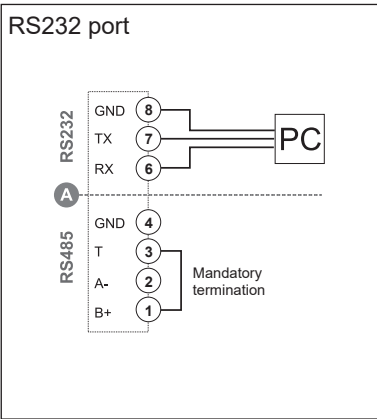 RS232 port
RS232
GND 8
TX 7
RX 6
PC
A
RS485
GND 4
T 3
A- 2
B+ 1
Mandatory
termination